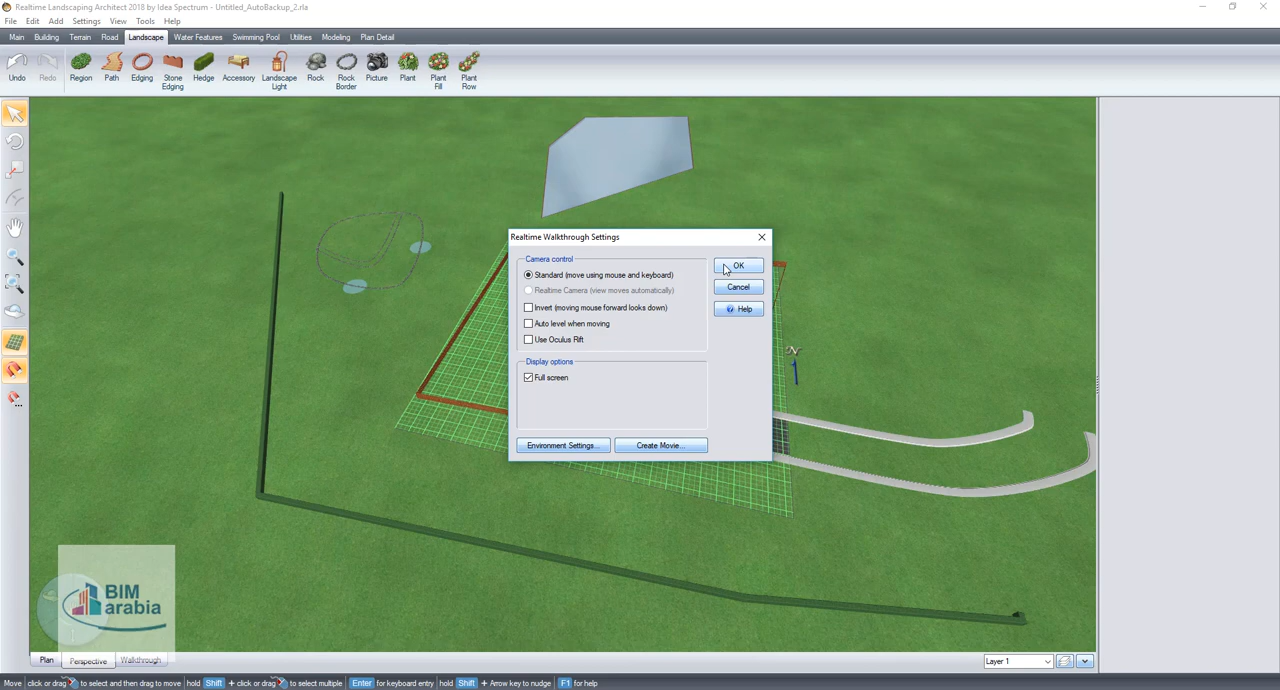 Realtime Landscaping Architect 2018 by Idea Spectrum - Untitled_AutoBackup_2.rla
File Edit Add Settings View Tools Help
Main Building Terrain Road Landscape Water Features Swimming Pool Utilities Modeling Plan Detail
Undo Redo Region Path Edging Stone Edging Hedge Accessory Landscape Light Rock Rock Border Picture Plant Plant Fill Plant Row
Realtime Walkthrough Settings
Camera control
Standard (move using mouse and keyboard)
Realtime Camera (view moves automatically)
Invert (moving mouse forward looks down)
Auto level when moving
Use Oculus Rift
Display options
Full screen
Environment Settings... Create Movie...
OK
Cancel
Help
N
BIM
arabia
Plan Perspective Walkthrough
Layer 1
Move click or drag to select and then drag to move hold Shift + click or drag to select multiple Enter for keyboard entry hold Shift + Arrow key to nudge F1 for help